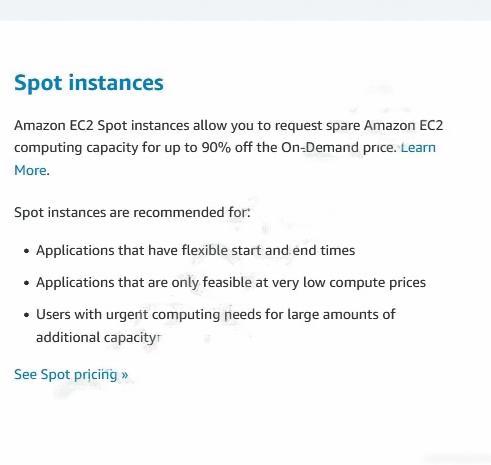 Spot instances
Amazon EC2 Spot instances allow you to request spare Amazon EC2
computing capacity for up to 90% off the On-Demand price. Learn
More.
Spot instances are recommended for:
• Applications that have flexible start and end times
• Applications that are only feasible at very low compute prices
• Users with urgent computing needs for large amounts of
additional capacity
See Spot pricing »